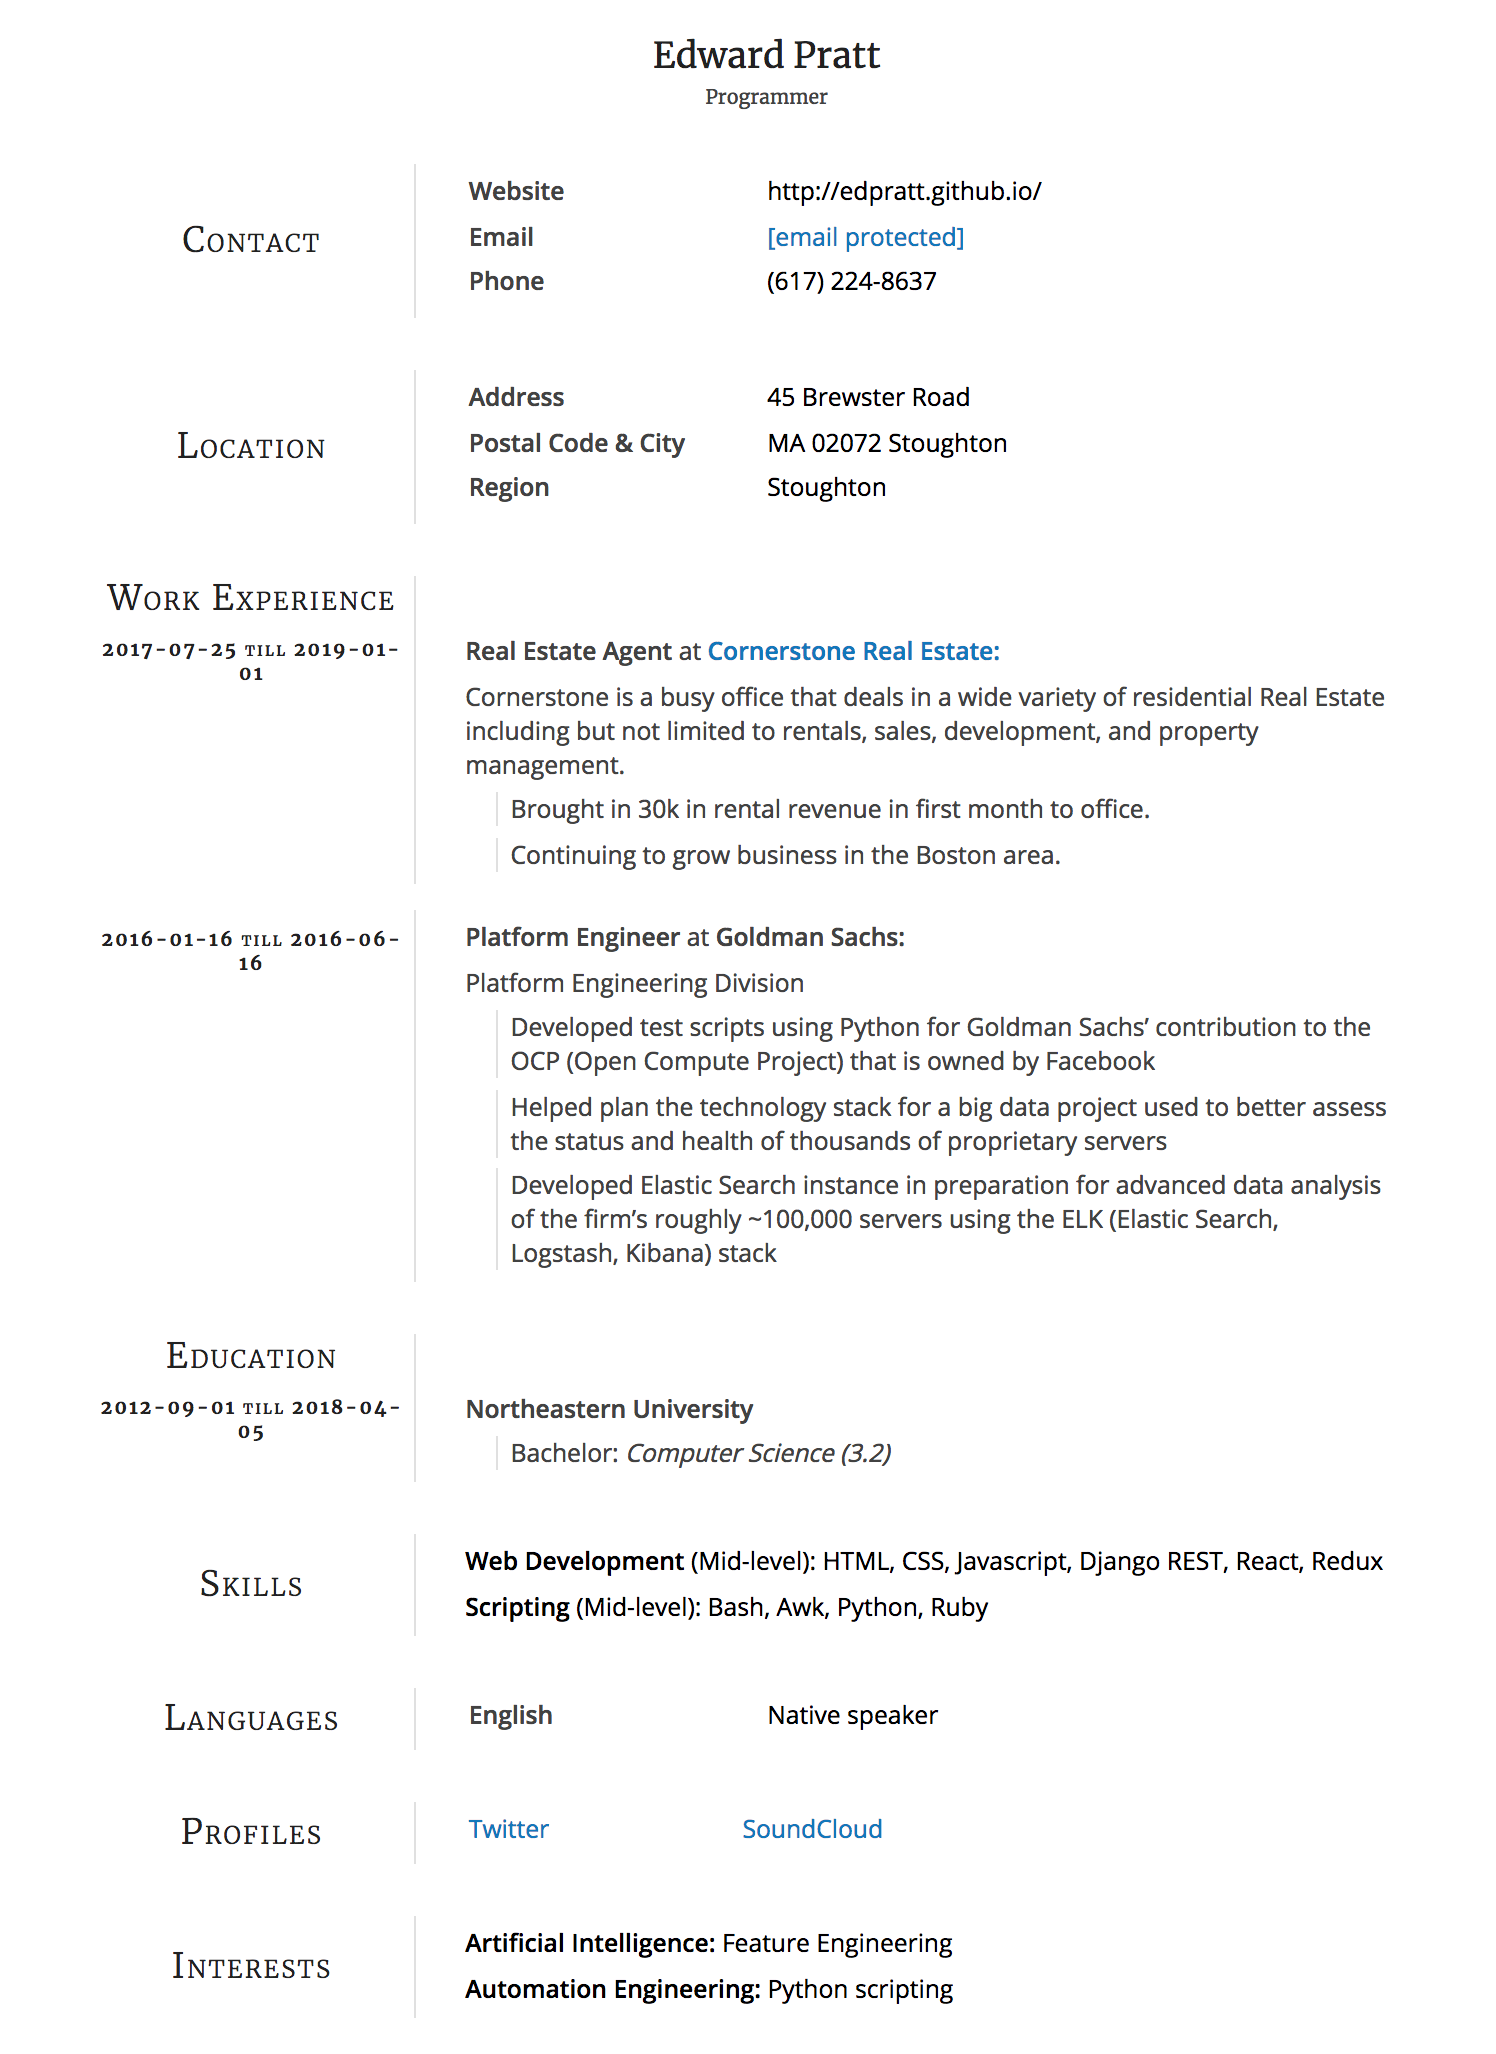 Edward Pratt
Programmer
Contact
Website http://edpratt.github.io/
Email [email protected]
Phone (617) 224-8637
Location
Address 45 Brewster Road
Postal Code & City MA 02072 Stoughton
Region Stoughton
Work Experience
2017-07-25 till 2019-01-
01
Real Estate Agent at Cornerstone Real Estate:
Cornerstone is a busy office that deals in a wide variety of residential Real Estate
including but not limited to rentals, sales, development, and property
management.
Brought in 30k in rental revenue in first month to office.
Continuing to grow business in the Boston area.
2016-01-16 till 2016-06-
16
Platform Engineer at Goldman Sachs:
Platform Engineering Division
Developed test scripts using Python for Goldman Sachs’ contribution to the
OCP (Open Compute Project) that is owned by Facebook
Helped plan the technology stack for a big data project used to better assess
the status and health of thousands of proprietary servers
Developed Elastic Search instance in preparation for advanced data analysis
of the firm’s roughly ~100,000 servers using the ELK (Elastic Search,
Logstash, Kibana) stack
Education
2012-09-01 till 2018-04-
05
Northeastern University
Bachelor: Computer Science (3.2)
Skills
Web Development (Mid-level): HTML, CSS, Javascript, Django REST, React, Redux
Scripting (Mid-level): Bash, Awk, Python, Ruby
Languages
English Native speaker
Profiles
Twitter SoundCloud
Interests
Artificial Intelligence: Feature Engineering
Automation Engineering: Python scripting